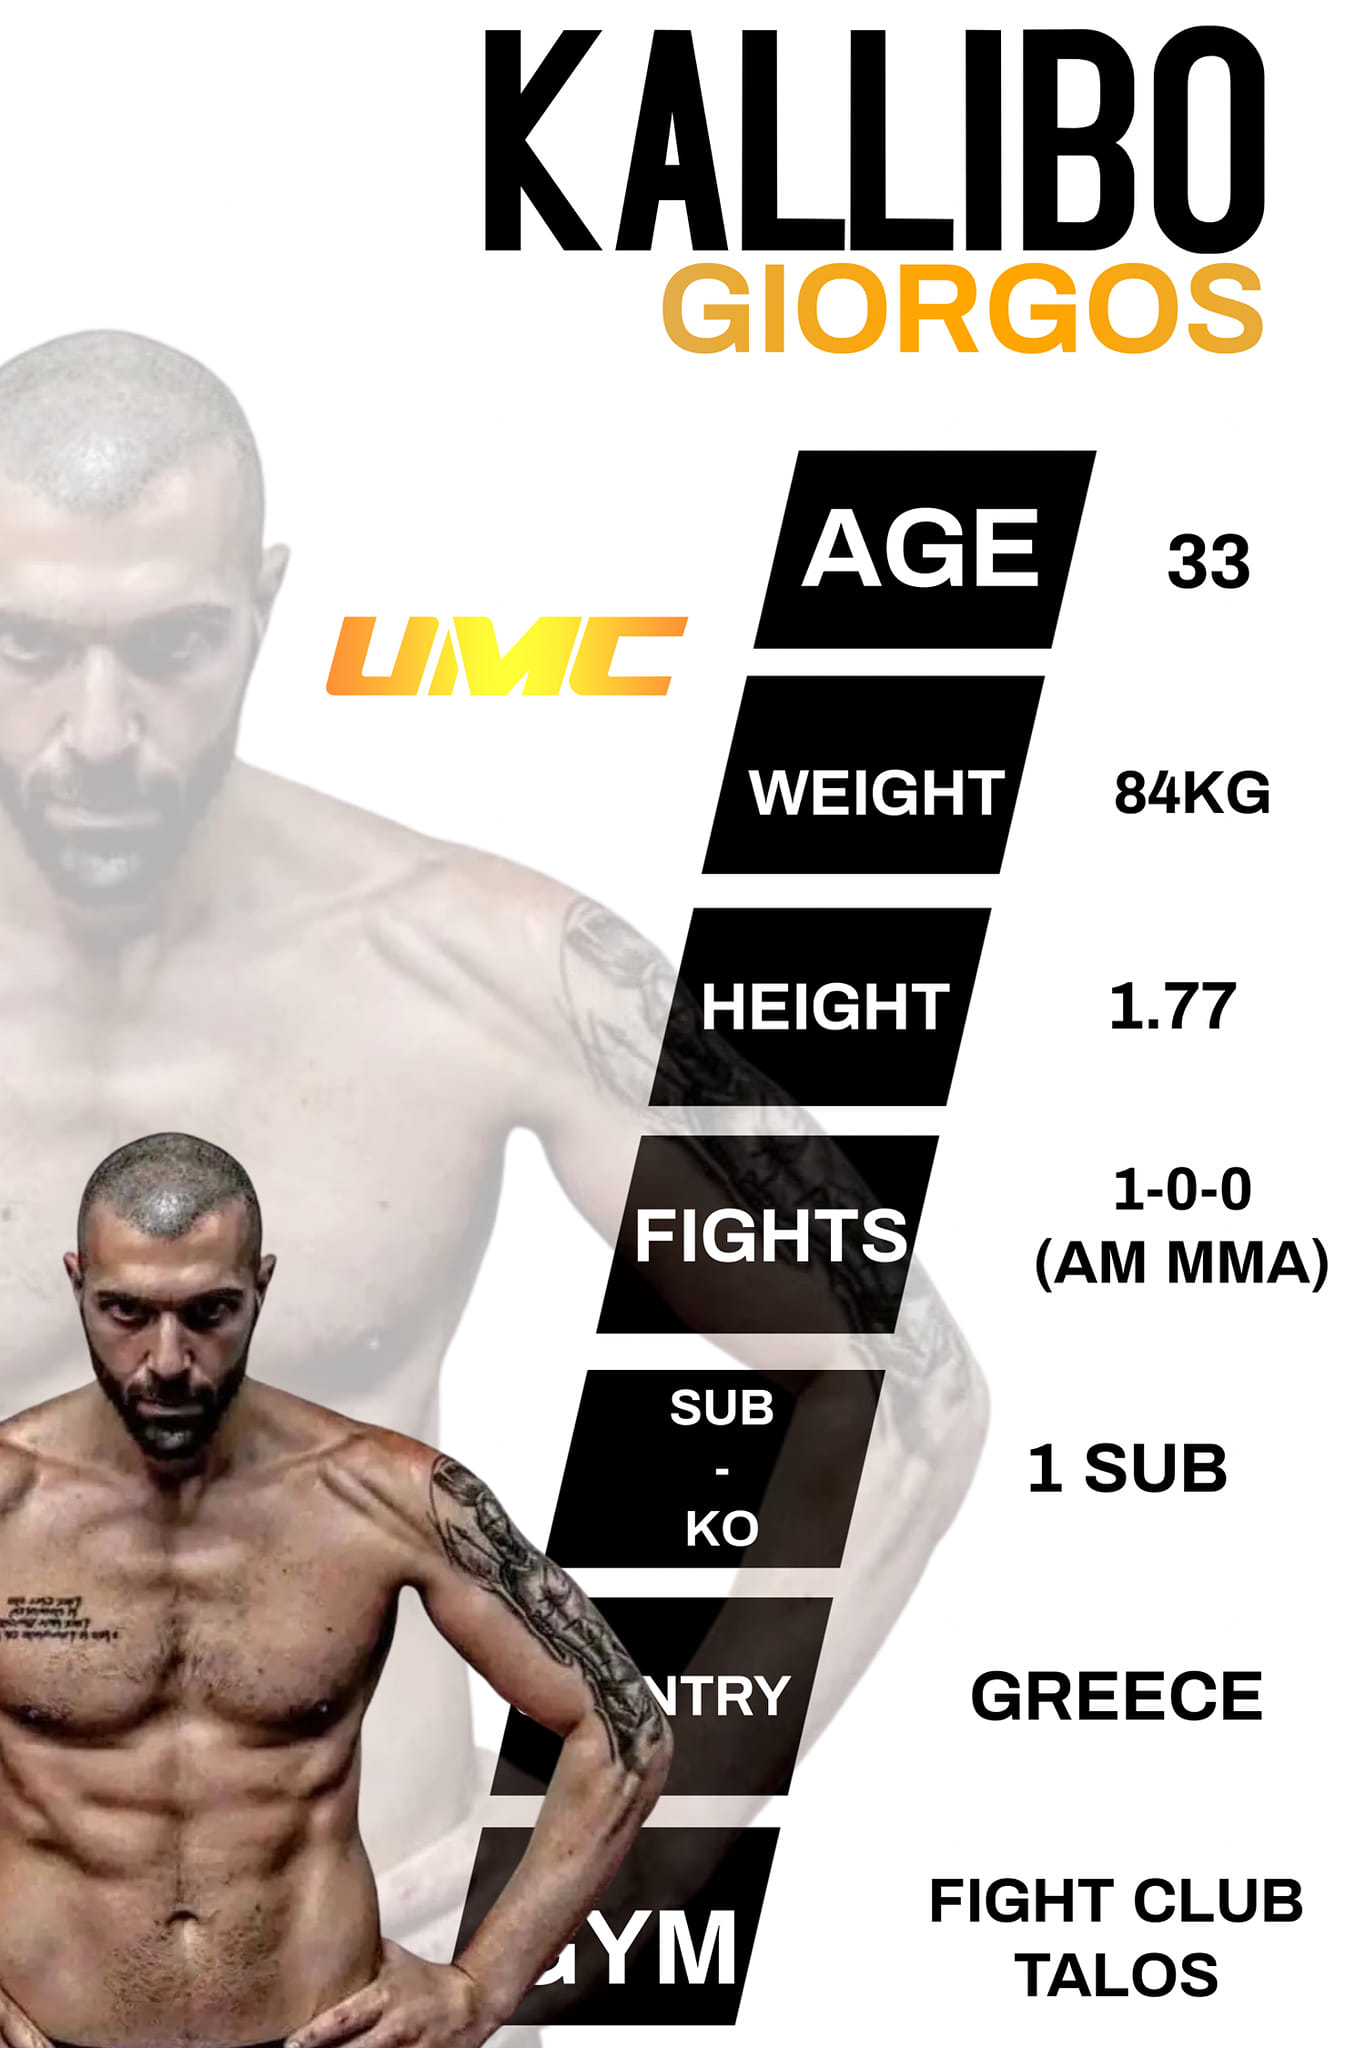 KALLIBO
GIORGOS
AGE 33
UMC
WEIGHT 84KG
HEIGHT 1.77
FIGHTS
1-0-0
(AM MMA)
SUB
-
KO
1 SUB
NTRY GREECE
GYM
FIGHT CLUB
TALOS